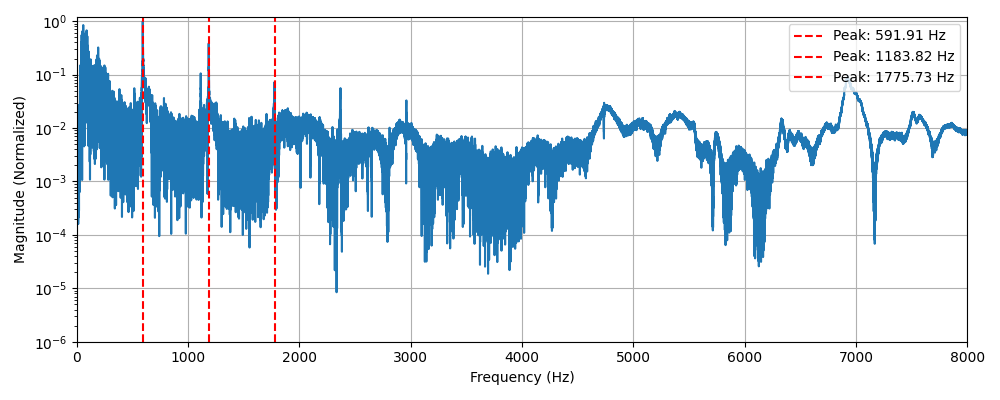 Magnitude (Normalized)
10⁰
10⁻¹
10⁻²
10⁻³
10⁻⁴
10⁻⁵
10⁻⁶
Peak: 591.91 Hz
Peak: 1183.82 Hz
Peak: 1775.73 Hz
0 1000 2000 3000 4000 5000 6000 7000 8000
Frequency (Hz)